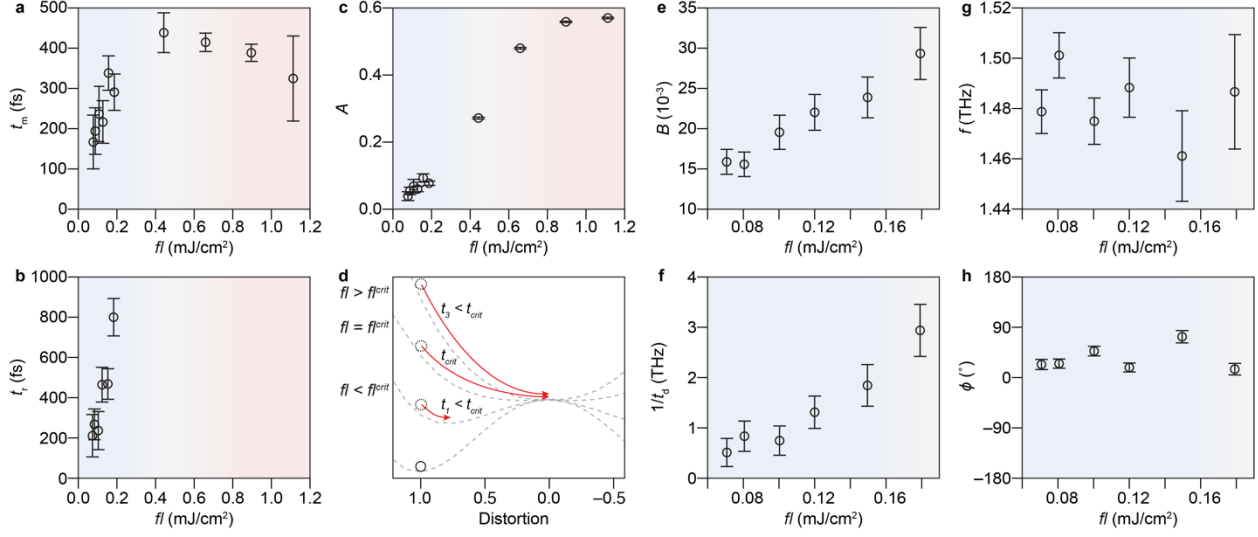 a
500
400
300
200
100
0
tm (fs)
0.0 0.2 0.4 0.6 0.8 1.0 1.2
fl (mJ/cm²)
b
1000
800
600
400
200
0
tr (fs)
0.0 0.2 0.4 0.6 0.8 1.0 1.2
fl (mJ/cm²)
c
0.6
0.4
0.2
0.0
A
0.0 0.2 0.4 0.6 0.8 1.0 1.2
fl (mJ/cm²)
d
fl > fl^crit
t3 < tcrit
fl = fl^crit
tcrit
fl < fl^crit
t1 < tcrit
1.0 0.5 0.0 –0.5
Distortion
e
35
30
25
20
15
10
B (10⁻³)
0.08 0.12 0.16
fl (mJ/cm²)
f
4
3
2
1
0
1/td (THz)
0.08 0.12 0.16
fl (mJ/cm²)
g
1.52
1.50
1.48
1.46
1.44
f (THz)
0.08 0.12 0.16
fl (mJ/cm²)
h
180
90
0
–90
–180
ϕ (°)
0.08 0.12 0.16
fl (mJ/cm²)